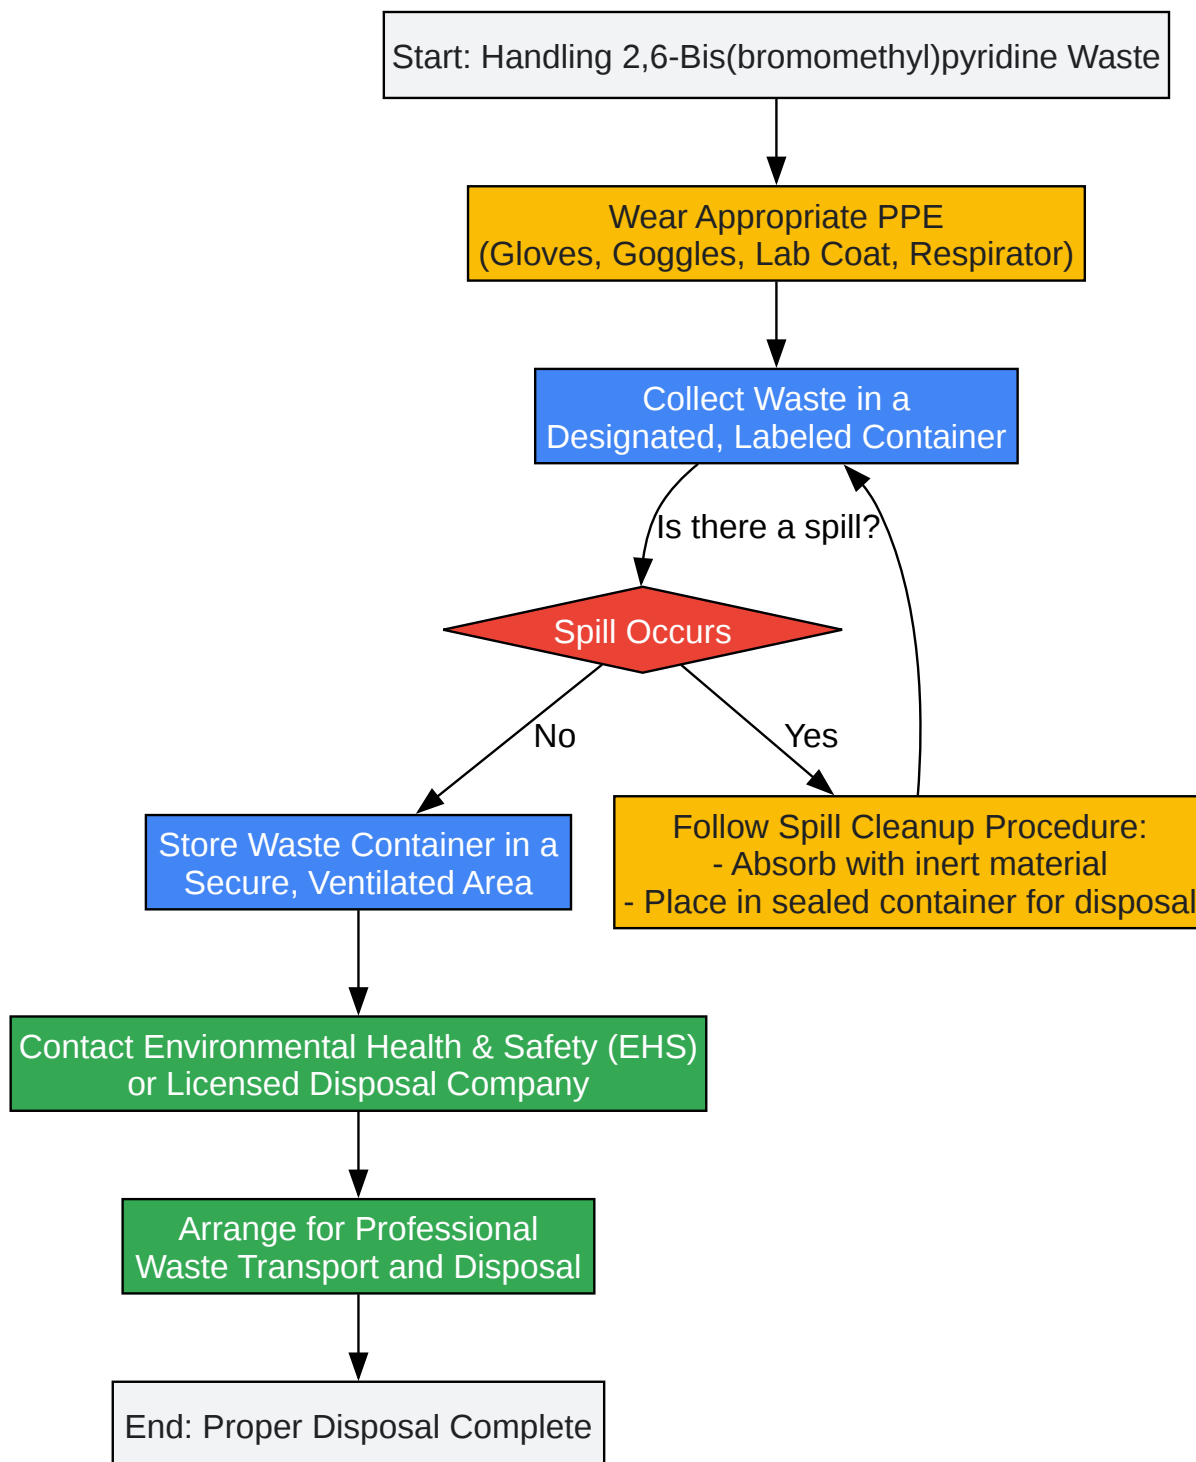 Start: Handling 2,6-Bis(bromomethyl)pyridine Waste
Wear Appropriate PPE
(Gloves, Goggles, Lab Coat, Respirator)
Collect Waste in a
Designated, Labeled Container
Is there a spill?
Spill Occurs
No
Yes
Store Waste Container in a
Secure, Ventilated Area
Follow Spill Cleanup Procedure:
- Absorb with inert material
- Place in sealed container for disposal
Contact Environmental Health & Safety (EHS)
or Licensed Disposal Company
Arrange for Professional
Waste Transport and Disposal
End: Proper Disposal Complete